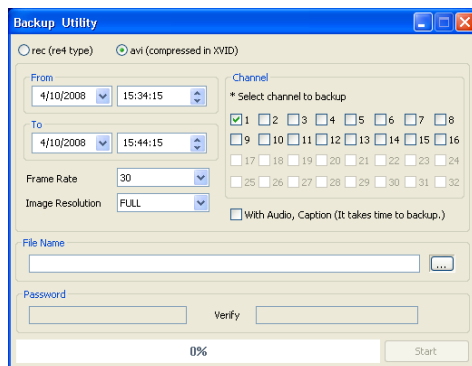 Backup Utility
rec (re4 type) avi (compressed in XVID)
From
4/10/2008 15:34:15
To
4/10/2008 15:44:15
Frame Rate 30
Image Resolution FULL
Channel
* Select channel to backup
1 2 3 4 5 6 7 8
9 10 11 12 13 14 15 16
17 18 19 20 21 22 23 24
25 26 27 28 29 30 31 32
With Audio, Caption (It takes time to backup.)
File Name
...
Password
Verify
0% Start